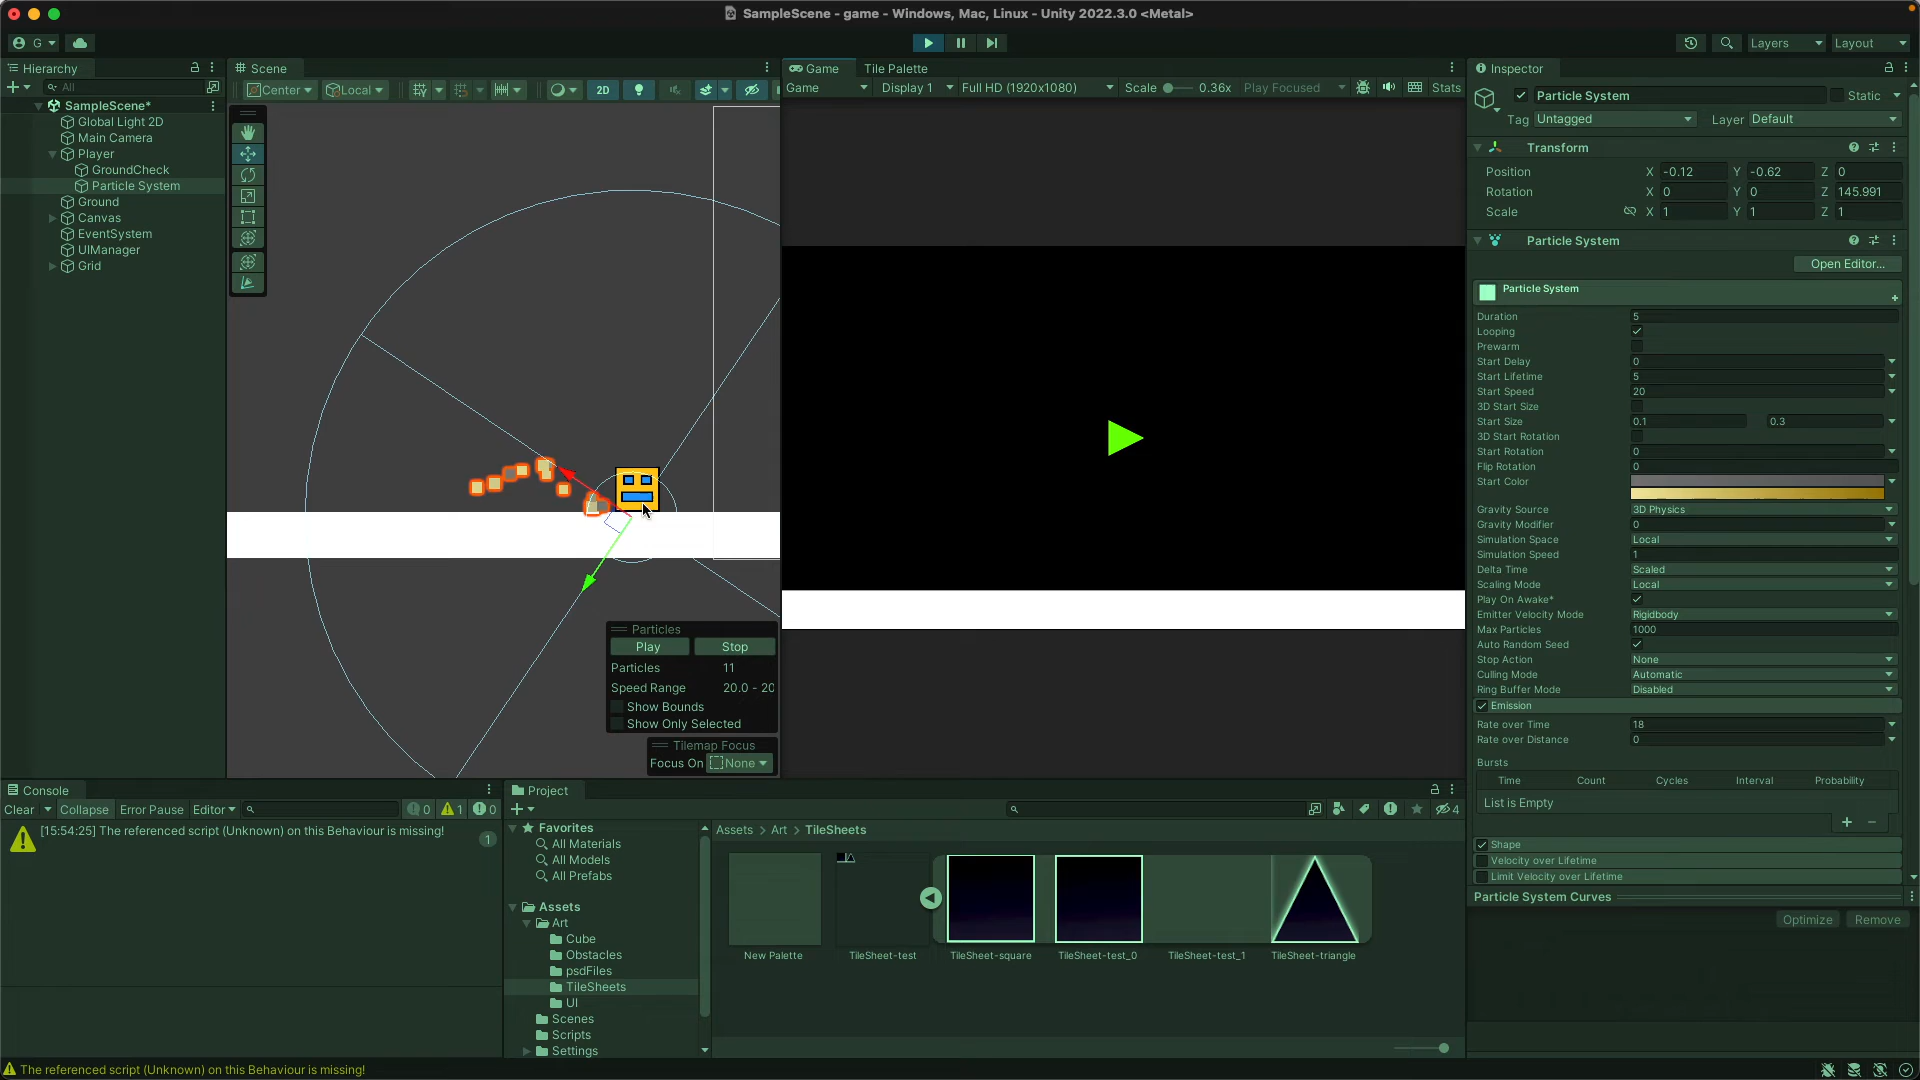 SampleScene - game - Windows, Mac, Linux - Unity 2022.3.0 <Metal>
G
Layers
Layout
Hierarchy
All
SampleScene*
Global Light 2D
Main Camera
Player
GroundCheck
Particle System
Ground
Canvas
EventSystem
UIManager
Grid
Scene
Center
Local
2D
Particles
Play
Stop
Particles 11
Speed Range 20.0 - 20
Show Bounds
Show Only Selected
Tilemap Focus
Focus On None
Game
Tile Palette
Game
Display 1
Full HD (1920x1080)
Scale 0.36x
Play Focused
Stats
Inspector
Particle System
Static
Tag Untagged
Layer Default
Transform
Position X -0.12 Y -0.62 Z 0
Rotation X 0 Y 0 Z 145.991
Scale X 1 Y 1 Z 1
Particle System
Open Editor...
Particle System
Duration 5
Looping
Prewarm
Start Delay 0
Start Lifetime 5
Start Speed 20
3D Start Size
Start Size 0.1 0.3
3D Start Rotation
Start Rotation 0
Flip Rotation 0
Start Color
Gravity Source 3D Physics
Gravity Modifier 0
Simulation Space Local
Simulation Speed 1
Delta Time Scaled
Scaling Mode Local
Play On Awake*
Emitter Velocity Mode Rigidbody
Max Particles 1000
Auto Random Seed
Stop Action None
Culling Mode Automatic
Ring Buffer Mode Disabled
Emission
Rate over Time 18
Rate over Distance 0
Bursts
Time Count Cycles Interval Probability
List is Empty
Shape
Velocity over Lifetime
Limit Velocity over Lifetime
Particle System Curves
Optimize
Remove
Console
Clear
Collapse
Error Pause
Editor
0
1
0
[15:54:25] The referenced script (Unknown) on this Behaviour is missing!
1
Project
4
Favorites
All Materials
All Models
All Prefabs
Assets
Art
Cube
Obstacles
psdFiles
TileSheets
UI
Scenes
Scripts
Settings
Assets > Art > TileSheets
New Palette
TileSheet-test
TileSheet-square
TileSheet-test_0
TileSheet-test_1
TileSheet-triangle
The referenced script (Unknown) on this Behaviour is missing!